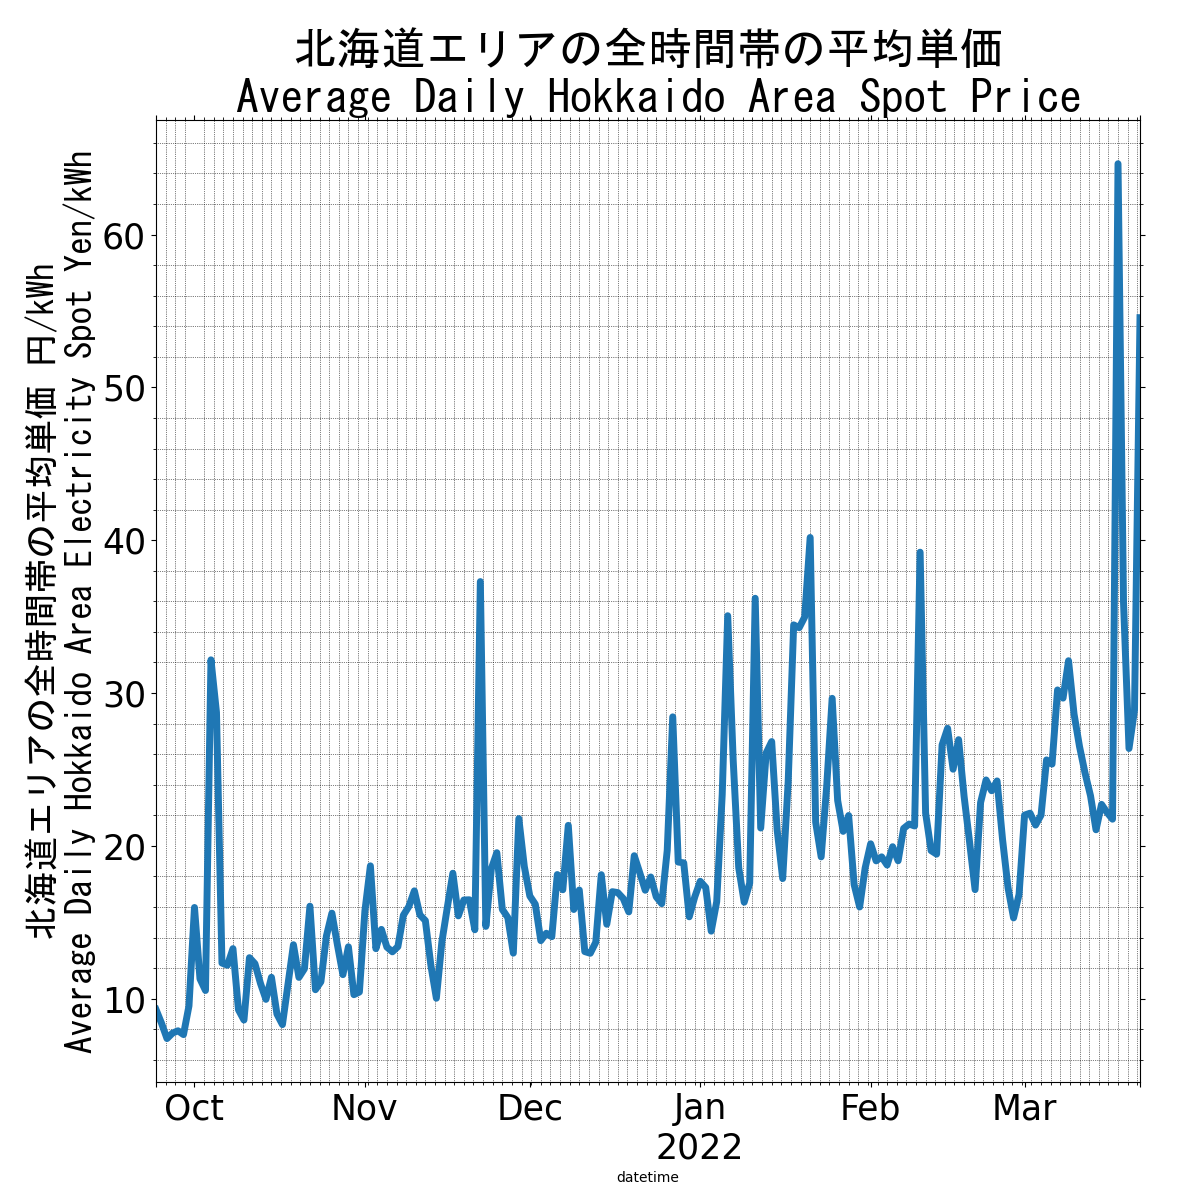 北海道エリアの全時間帯の平均単価
Average Daily Hokkaido Area Spot Price
北海道エリアの全時間帯の平均単価 円/kWh
Average Daily Hokkaido Area Electricity Spot Yen/kWh
60
50
40
30
20
10
Oct
Nov
Dec
Jan
2022
Feb
Mar
datetime